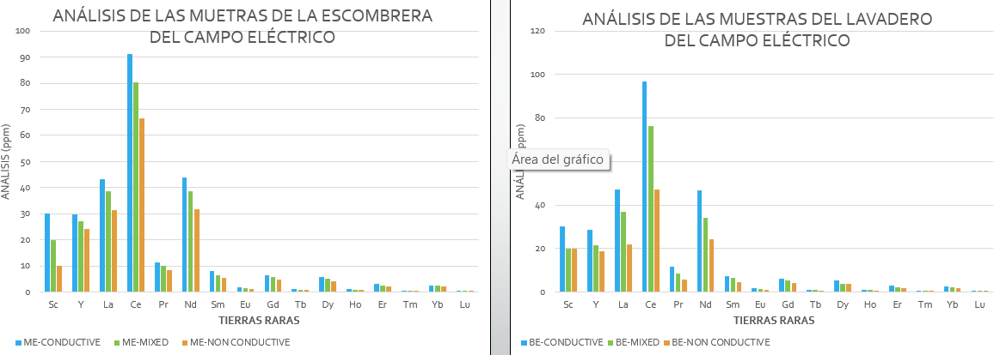 ANÁLISIS DE LAS MUETRAS DE LA ESCOMBRERA
DEL CAMPO ELÉCTRICO
100
90
80
70
60
50
40
30
20
10
0
ANÁLISIS (ppm)
Sc Y La Ce Pr Nd Sm Eu Gd Tb Dy Ho Er Tm Yb Lu
TIERRAS RARAS
ME-CONDUCTIVE ME-MIXED ME-NON CONDUCTIVE
ANÁLISIS DE LAS MUESTRAS DEL LAVADERO
DEL CAMPO ELÉCTRICO
120
100
80
60
40
20
0
Área del gráfico
Sc Y La Ce Pr Nd Sm Eu Gd Tb Dy Ho Er Tm Yb Lu
TIERRAS RARAS
BE-CONDUCTIVE BE-MIXED BE-NON CONDUCTIVE